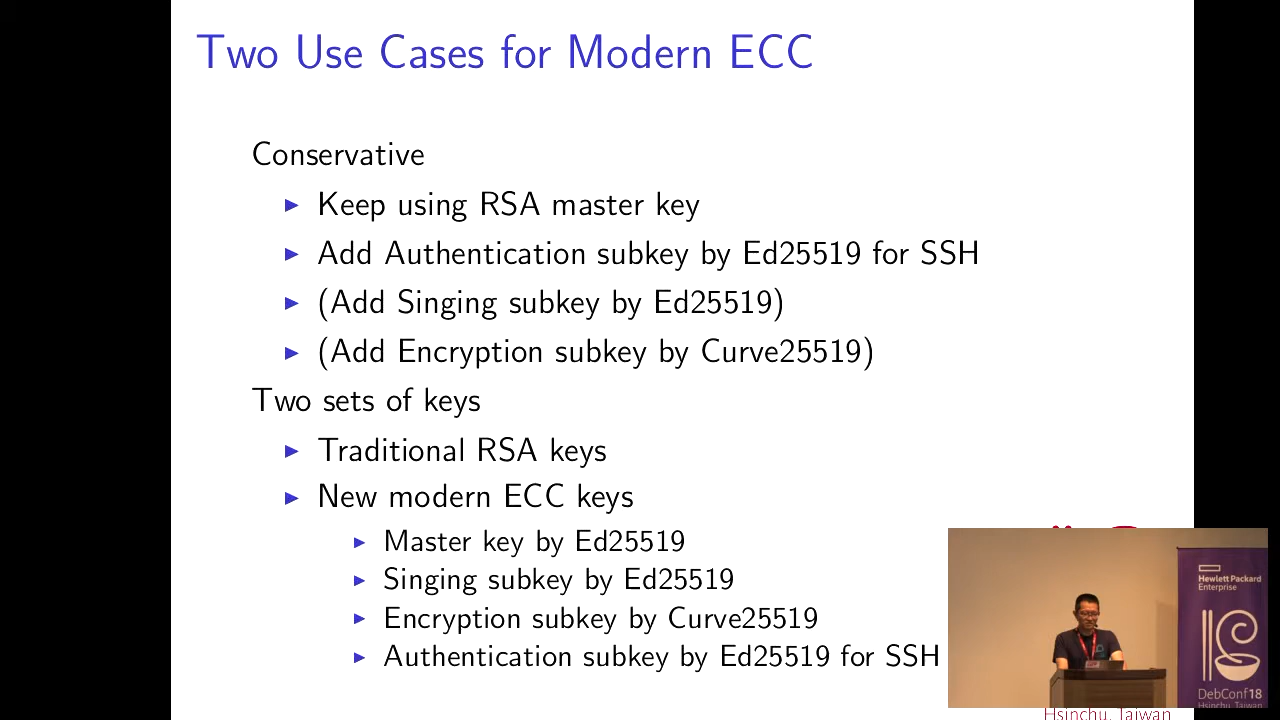 Two Use Cases for Modern ECC
Conservative
Keep using RSA master key
Add Authentication subkey by Ed25519 for SSH
(Add Singing subkey by Ed25519)
(Add Encryption subkey by Curve25519)
Two sets of keys
Traditional RSA keys
New modern ECC keys
Master key by Ed25519
Singing subkey by Ed25519
Encryption subkey by Curve25519
Authentication subkey by Ed25519 for SSH
Hewlett Packard
Enterprise
DebConf18
Hsinchu, Taiwan
Hsinchu, Taiwan